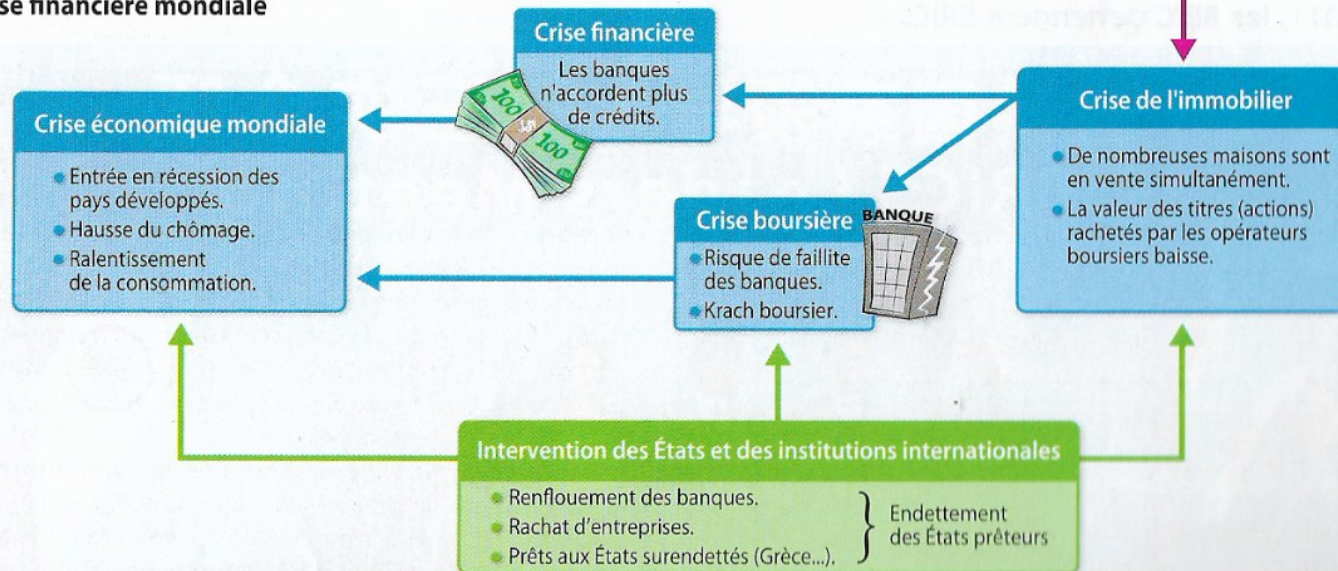 financière mondiale
Crise financière
Les banques
n'accordent plus
de crédits.
100
100
Crise économique mondiale
• Entrée en récession des
pays développés.
• Hausse du chômage.
• Ralentissement
de la consommation.
Crise boursière
• Risque de faillite
des banques.
• Krach boursier.
BANQUE
Crise de l'immobilier
• De nombreuses maisons sont
en vente simultanément.
• La valeur des titres (actions)
rachetés par les opérateurs
boursiers baisse.
Intervention des États et des institutions internationales
• Renflouement des banques.
• Rachat d'entreprises.
• Prêts aux États surendettés (Grèce...).
Endettement
des États prêteurs